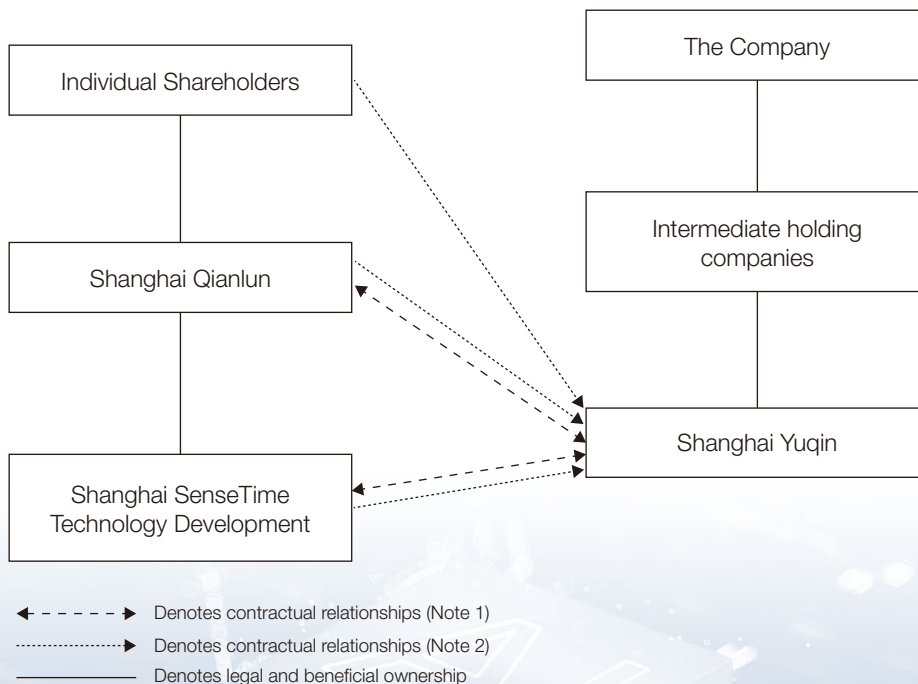 Individual Shareholders
The Company
Shanghai Qianlun
Intermediate holding
companies
Shanghai SenseTime
Technology Development
Shanghai Yuqin
Denotes contractual relationships (Note 1)
Denotes contractual relationships (Note 2)
Denotes legal and beneficial ownership